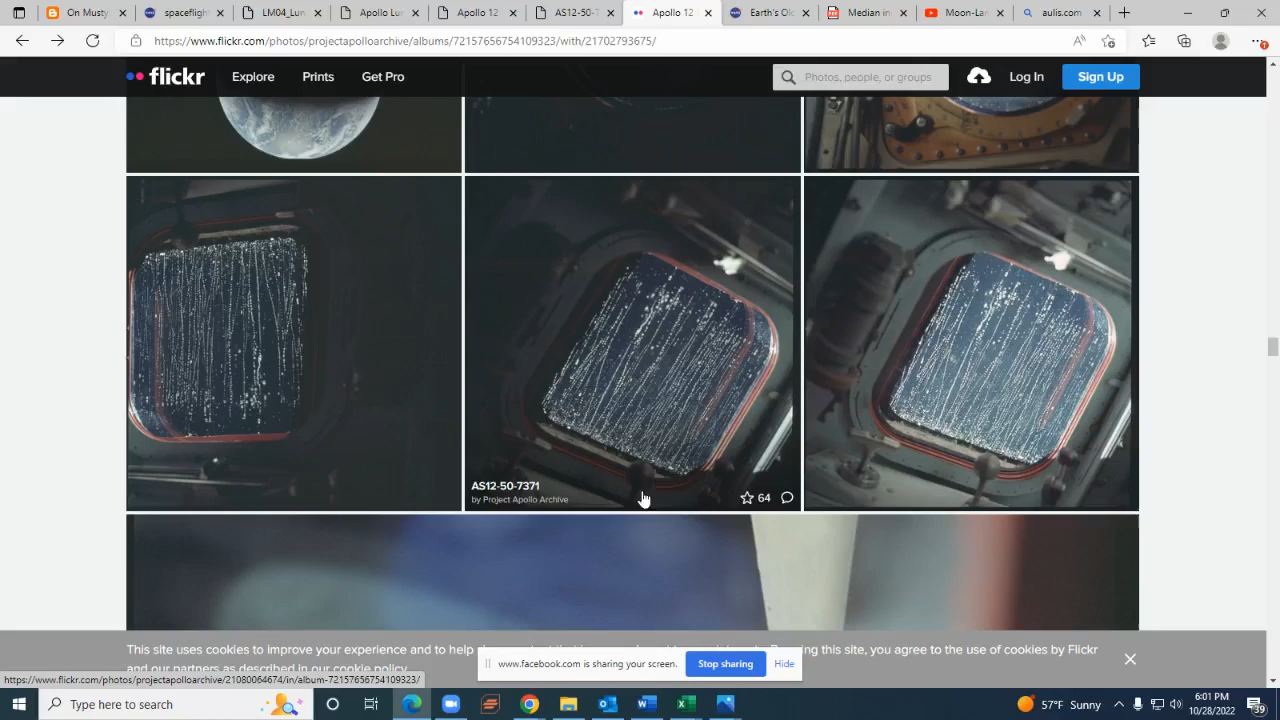 On Musty
spacefligh
LM04_Lun
Apollo Lun
Apollo 12
AS12-50-7
Apollo 12
Earth's Ol
Median in
Moon-Lan
aulis.com
https://www.flickr.com/photos/projectapolloarchive/albums/72157656754109323/with/21702793675/
flickr
Explore
Prints
Get Pro
Photos, people, or groups
Log In
Sign Up
AS12-50-7371
by Project Apollo Archive
64
This site uses cookies to improve your experience and to help
this site, you agree to the use of cookies by Flickr
and our partners as described in our cookie policy.
www.facebook.com is sharing your screen.
Stop sharing
Hide
http://www.flickr.com/photos/projectapolloarchive/21080064674/in/album-72157656754109323/
Type here to search
57°F Sunny
6:01 PM
10/28/2022
39